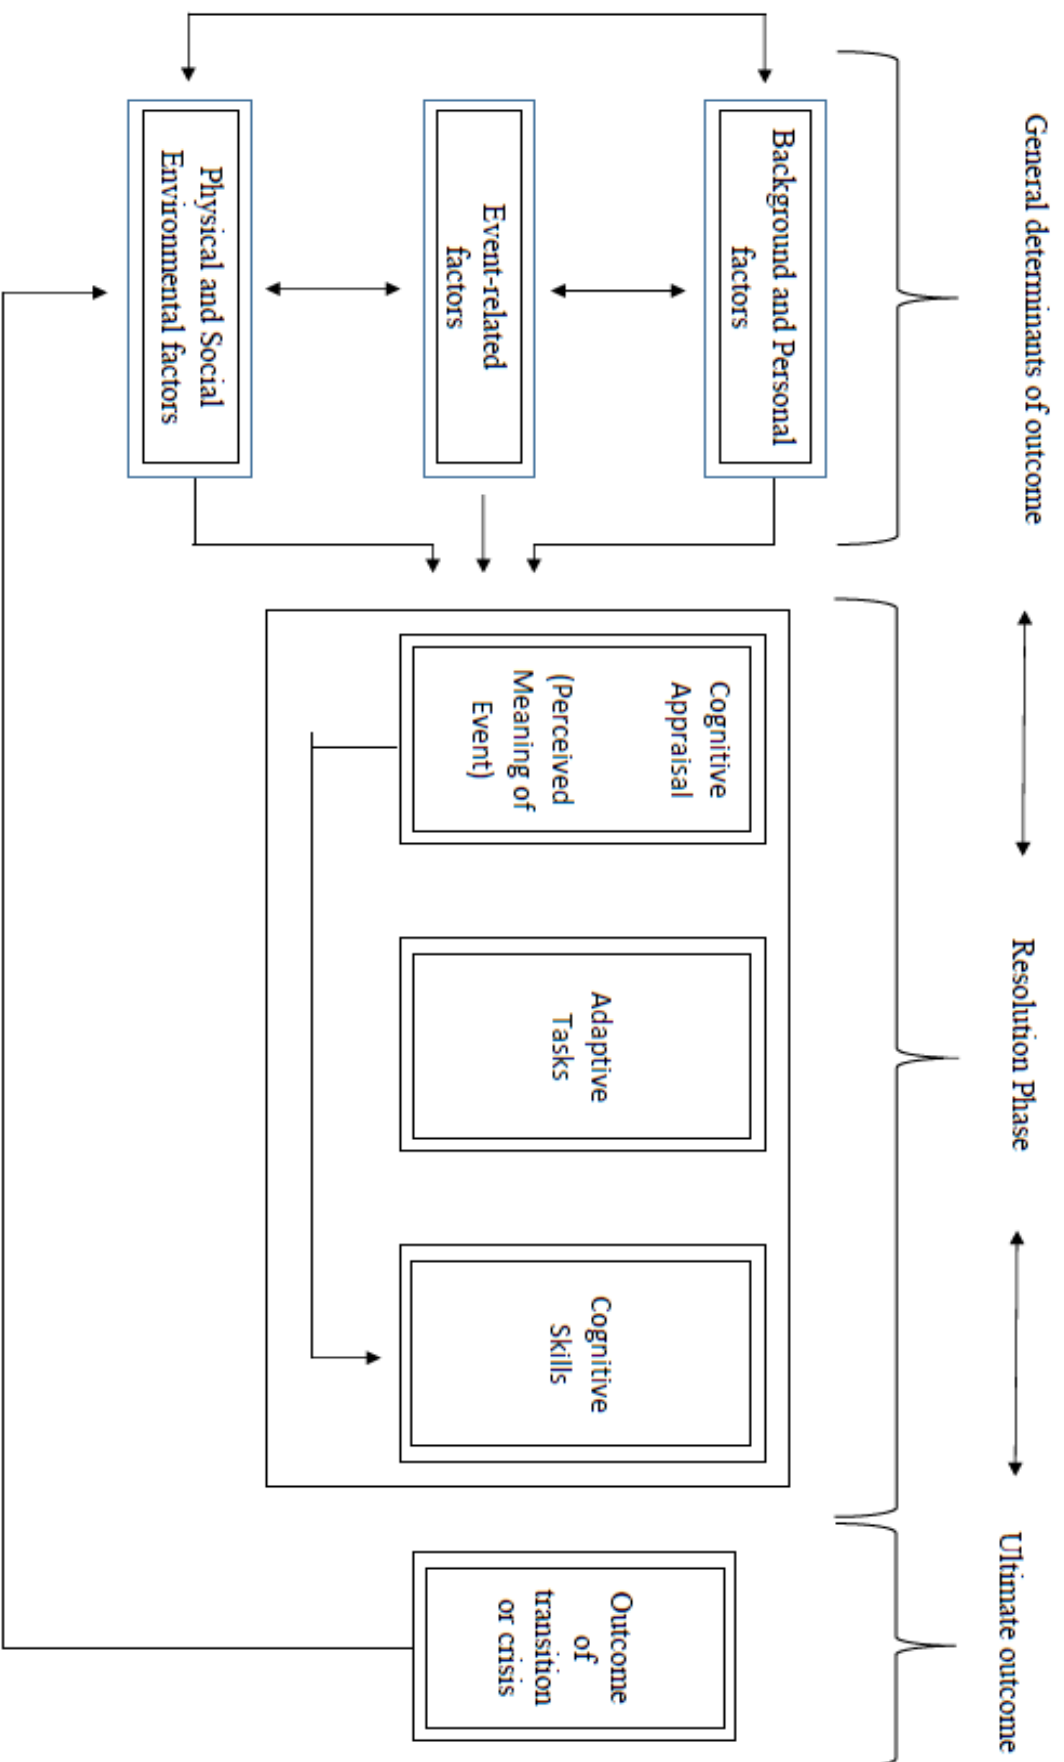 General determinants of outcome
Resolution Phase
Ultimate outcome
Background and Personal
factors
Event-related
factors
Physical and Social
Environmental factors
Cognitive
Appraisal
(Perceived
Meaning of
Event)
Adaptive
Tasks
Cognitive
Skills
Outcome
of
transition
or crisis